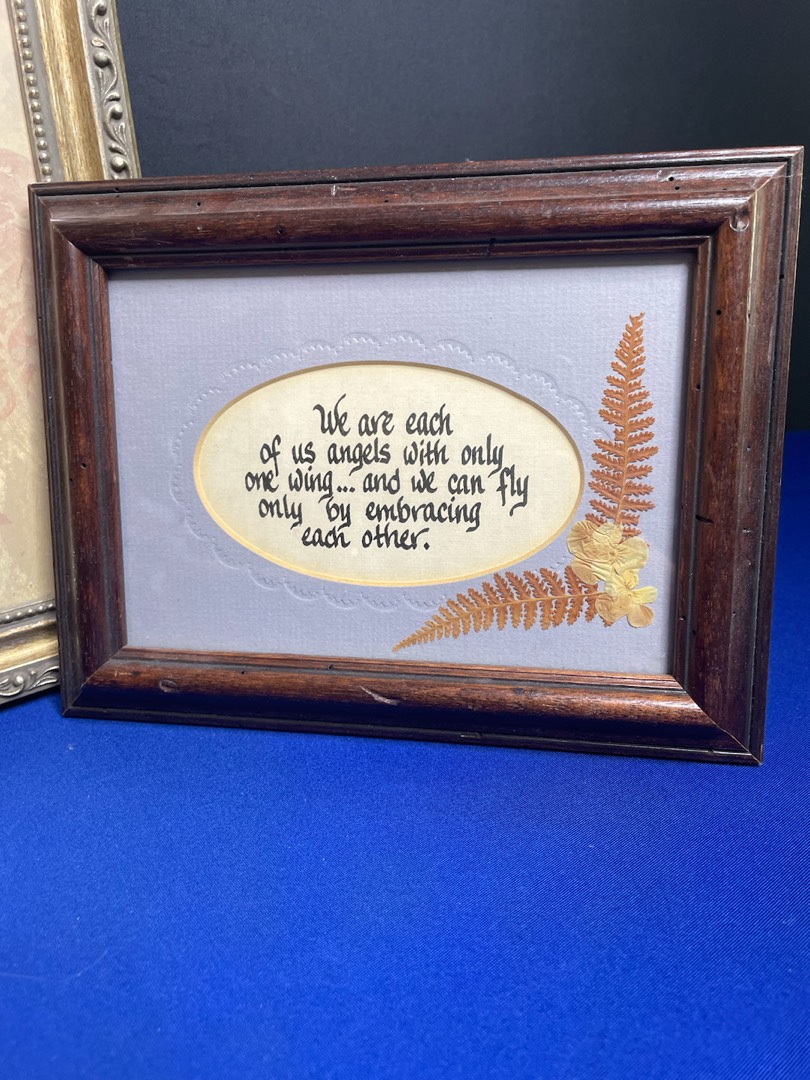 We are each
of us angels with only
one wing... and we can fly
only by embracing
each other.